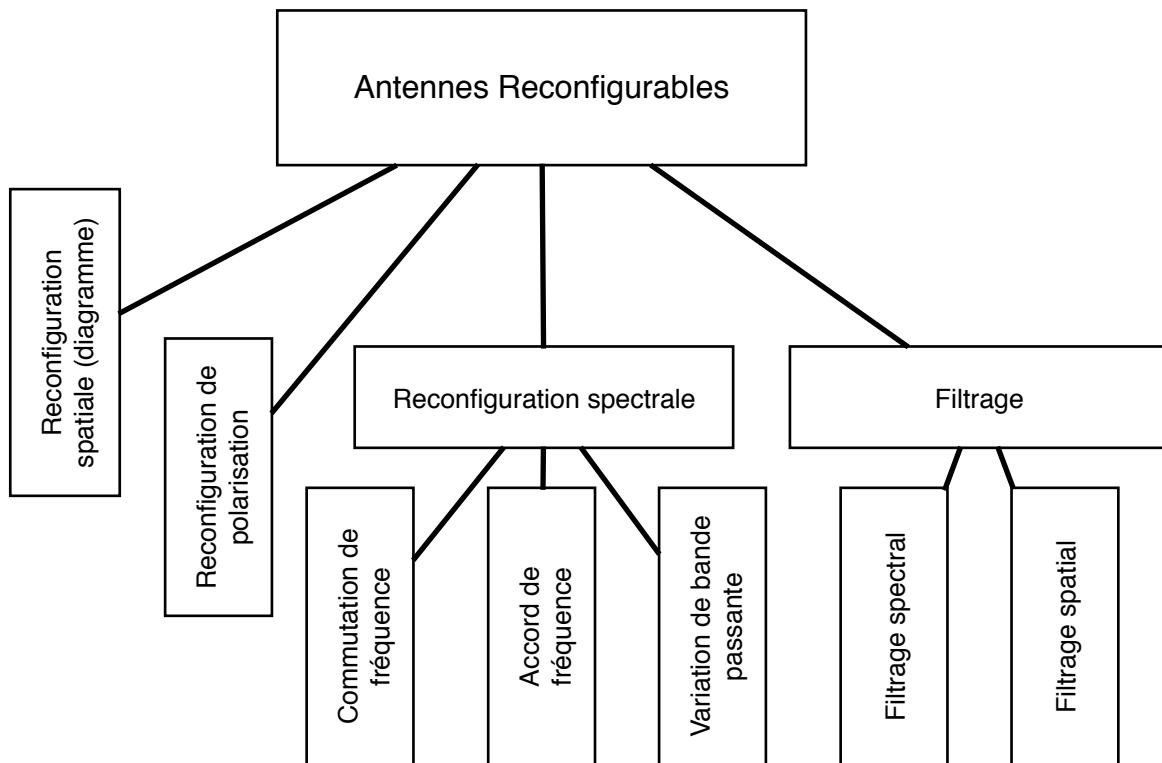 Antennes Reconfigurables
Reconfiguration
spatiale (diagramme)
Reconfiguration de
polarisation
Reconfiguration spectrale
Filtrage
Commutation de
fréquence
Accord de
fréquence
Variation de bande
passante
Filtrage spectral
Filtrage spatial